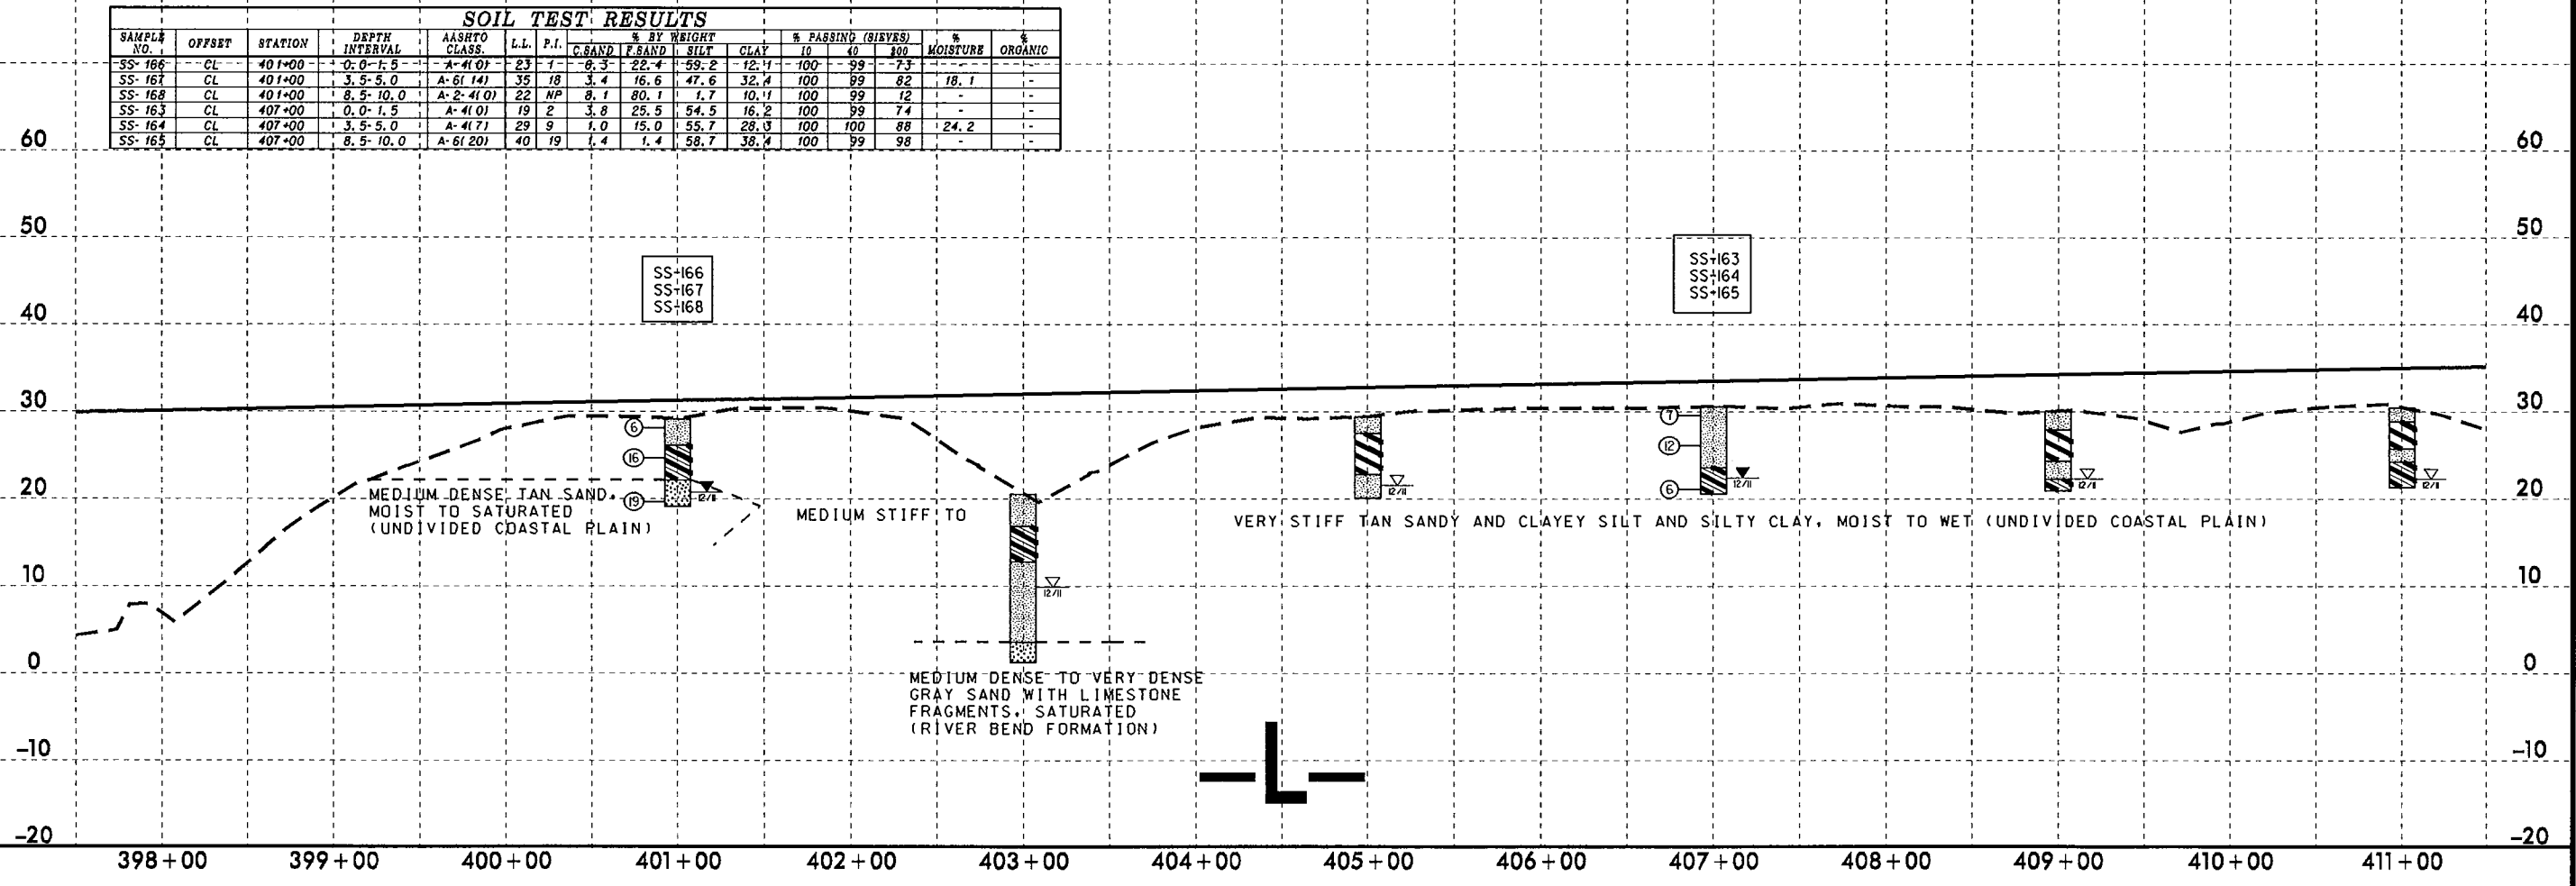 SOIL TEST RESULTS
SAMPLE NO. OFFSET STATION DEPTH INTERVAL AASHTO CLASS. L.L. P.I. % BY WEIGHT % PASSING (SIEVES) % MOISTURE % ORGANIC
C.SAND F.SAND SILT CLAY 10 40 200
SS-166 CL 401+00 0.0-1.5 A-4(0) 23 1 6.3 22.4 59.2 12.1 100 99 73 - -
SS-167 CL 401+00 3.5-5.0 A-6(14) 35 18 3.4 16.6 47.6 32.4 100 99 82 18.1 -
SS-168 CL 401+00 8.5-10.0 A-2-4(0) 22 NP 8.1 80.1 1.7 10.1 100 99 12 - -
SS-163 CL 407+00 0.0-1.5 A-4(0) 19 2 3.8 25.5 54.5 16.2 100 99 74 - -
SS-164 CL 407+00 3.5-5.0 A-4(7) 29 9 1.0 15.0 55.7 28.3 100 100 88 24.2 -
SS-165 CL 407+00 8.5-10.0 A-6(20) 40 19 1.4 1.4 58.7 38.4 100 99 98 - -
60 60
50 50
SS-166
SS-167
SS-168
SS-163
SS-164
SS-165
40 40
30 30
6
16
19
12/11
7
12
6
12/11
12/11
12/11
12/11
12/11
20 20
MEDIUM DENSE TAN SAND,
MOIST TO SATURATED
(UNDIVIDED COASTAL PLAIN)
MEDIUM STIFF TO VERY STIFF TAN SANDY AND CLAYEY SILT AND SILTY CLAY, MOIST TO WET (UNDIVIDED COASTAL PLAIN)
10 10
0 0
MEDIUM DENSE TO VERY DENSE
GRAY SAND WITH LIMESTONE
FRAGMENTS, SATURATED
(RIVER BEND FORMATION)
-10 -10
L
-20 -20
398+00 399+00 400+00 401+00 402+00 403+00 404+00 405+00 406+00 407+00 408+00 409+00 410+00 411+00